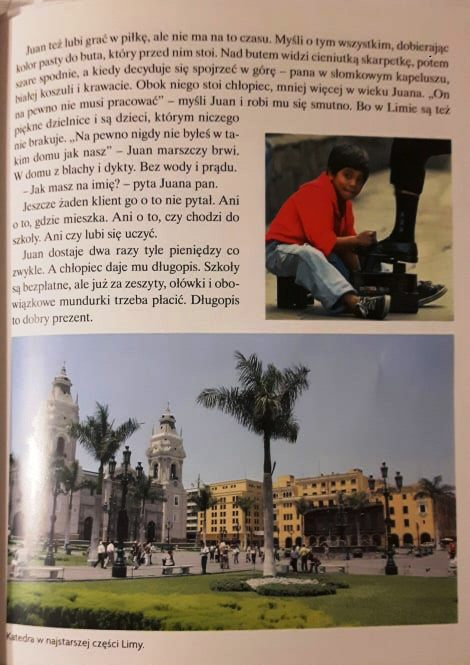 Juan też lubi grać w piłkę, ale nie ma na to czasu. Myśli o tym wszystkim, dobierając
kolor pasty do buta, który przed nim stoi. Nad butem widzi cieniutką skarpetkę, potem
szare spodnie, a kiedy decyduje się spojrzeć w górę – pana w słomkowym kapeluszu,
białej koszuli i krawacie. Obok niego stoi chłopiec, mniej więcej w wieku Juana. „On
na pewno nie musi pracować” – myśli Juan i robi mu się smutno. Bo w Limie są też
piękne dzielnice i są dzieci, którym niczego
nie brakuje. „Na pewno nigdy nie byłeś w ta-
kim domu jak nasz” – Juan marszczy brwi.
W domu z blachy i dykty. Bez wody i prądu.
– Jak masz na imię? – pyta Juana pan.
Jeszcze żaden klient go o to nie pytał. Ani
o to, gdzie mieszka. Ani o to, czy chodzi do
szkoły. Ani czy lubi się uczyć.
Juan dostaje dwa razy tyle pieniędzy co
zwykle. A chłopiec daje mu długopis. Szkoły
są bezpłatne, ale już za zeszyty, ołówki i obo-
wiązkowe mundurki trzeba płacić. Długopis
to dobry prezent.
Katedra w najstarszej części Limy.